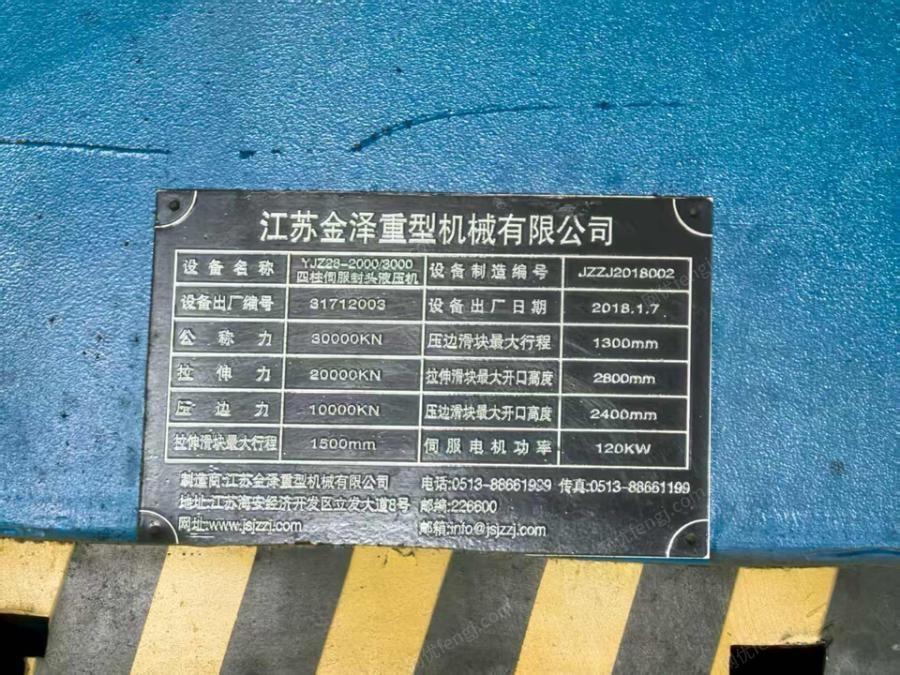 江苏金泽重型机械有限公司
设备名称 YJZ28-2000/3000 四柱伺服封头液压机 设备制造编号 JZZJ2018002
设备出厂编号 31712003 设备出厂日期 2018.1.7
公称力 30000KN 压边滑块最大行程 1300mm
拉伸力 20000KN 拉伸滑块最大开口高度 2800mm
压边力 10000KN 压边滑块最大开口高度 2400mm
拉伸滑块最大行程 1500mm 伺服电机功率 120KW
制造商:江苏金泽重型机械有限公司 电话:0513-88661999 传真:0513-88661199
地址:江苏海安经济开发区立发大道8号 邮编:226600
网址:www.jsjzzj.com 邮箱:info@jsjzzj.com